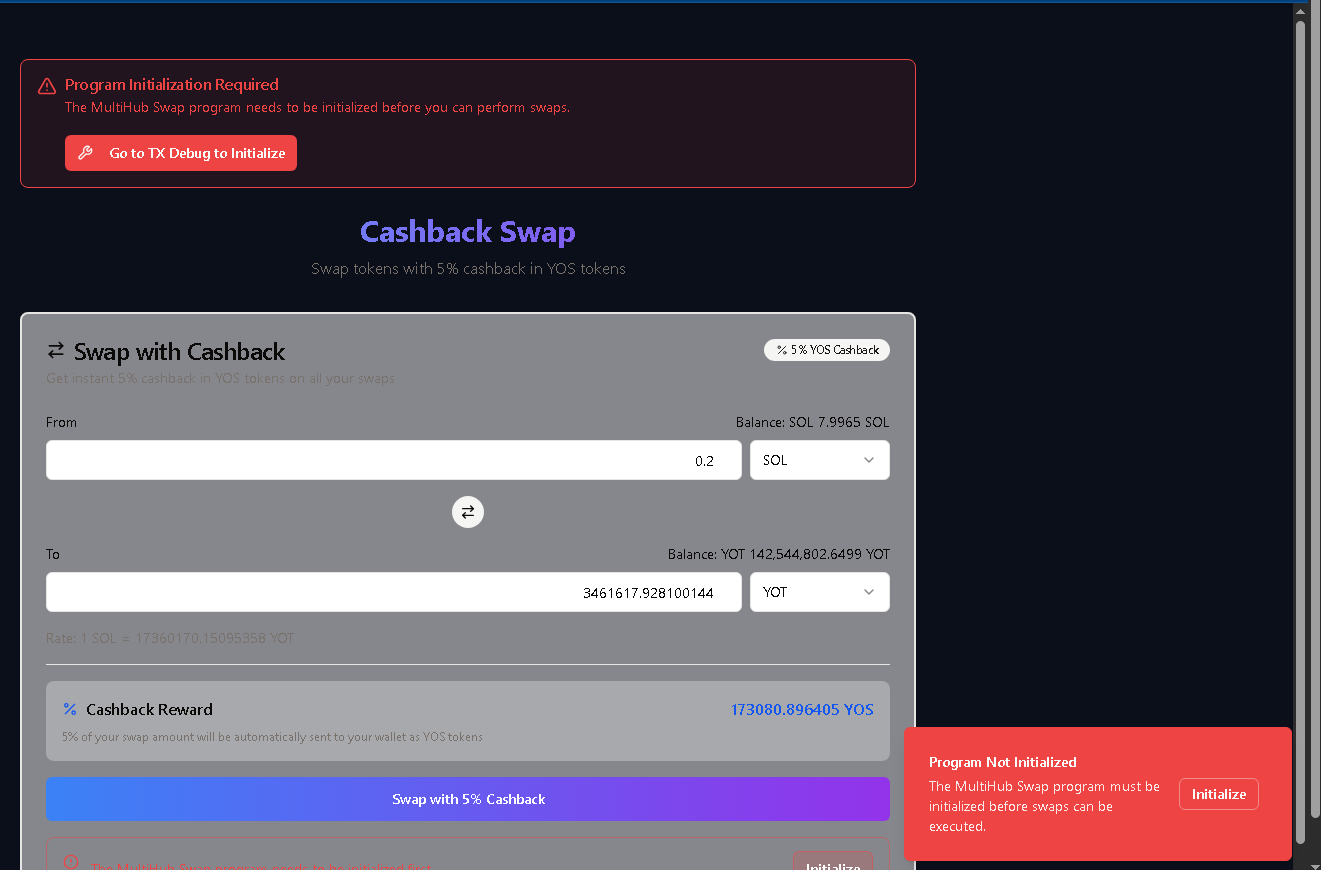 Program Initialization Required
The MultiHub Swap program needs to be initialized before you can perform swaps.
Go to TX Debug to Initialize
Cashback Swap
Swap tokens with 5% cashback in YOS tokens
Swap with Cashback
% 5% YOS Cashback
Get instant 5% cashback in YOS tokens on all your swaps
From
Balance: SOL 7.9965 SOL
0.2
SOL
To
Balance: YOT 142,544,802.6499 YOT
3461617.928100144
YOT
Rate: 1 SOL = 17360170.15095358 YOT
% Cashback Reward
173080.896405 YOS
5% of your swap amount will be automatically sent to your wallet as YOS tokens
Swap with 5% Cashback
The MultiHub Swap program needs to be initialized first
Initialize
Program Not Initialized
The MultiHub Swap program must be
initialized before swaps can be
executed.
Initialize